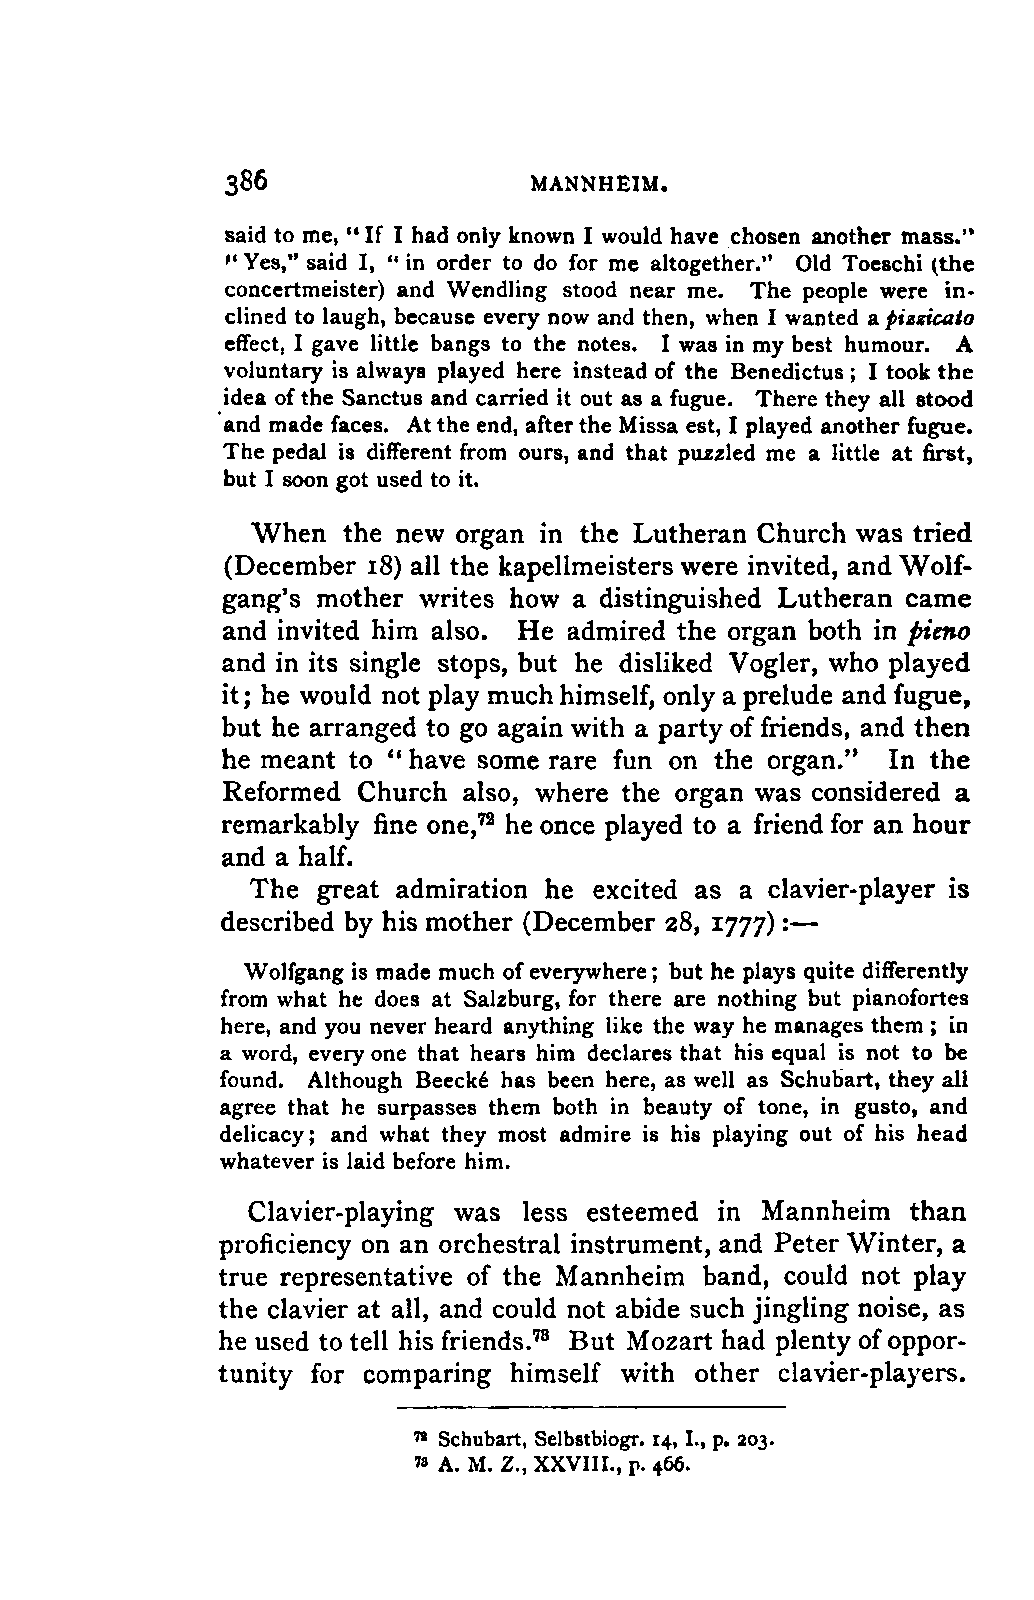 386 MANNHEIM.
said to me, “If I had only known I would have chosen another mass.”
“Yes,” said I, “in order to do for me altogether.” Old Toeschi (the
concertmeister) and Wendling stood near me. The people were in-
clined to laugh, because every now and then, when I wanted a pizzicato
effect, I gave little bangs to the notes. I was in my best humour. A
voluntary is always played here instead of the Benedictus; I took the
idea of the Sanctus and carried it out as a fugue. There they all stood
and made faces. At the end, after the Missa est, I played another fugue.
The pedal is different from ours, and that puzzled me a little at first,
but I soon got used to it.
When the new organ in the Lutheran Church was tried
(December 18) all the kapellmeisters were invited, and Wolf-
gang’s mother writes how a distinguished Lutheran came
and invited him also. He admired the organ both in pieno
and in its single stops, but he disliked Vogler, who played
it; he would not play much himself, only a prelude and fugue,
but he arranged to go again with a party of friends, and then
he meant to “have some rare fun on the organ.” In the
Reformed Church also, where the organ was considered a
remarkably fine one,⁷² he once played to a friend for an hour
and a half.
The great admiration he excited as a clavier-player is
described by his mother (December 28, 1777):—
Wolfgang is made much of everywhere; but he plays quite differently
from what he does at Salzburg, for there are nothing but pianofortes
here, and you never heard anything like the way he manages them; in
a word, every one that hears him declares that his equal is not to be
found. Although Beecké has been here, as well as Schubart, they all
agree that he surpasses them both in beauty of tone, in gusto, and
delicacy; and what they most admire is his playing out of his head
whatever is laid before him.
Clavier-playing was less esteemed in Mannheim than
proficiency on an orchestral instrument, and Peter Winter, a
true representative of the Mannheim band, could not play
the clavier at all, and could not abide such jingling noise, as
he used to tell his friends.⁷³ But Mozart had plenty of oppor-
tunity for comparing himself with other clavier-players.
⁷² Schubart, Selbstbiogr. 14, I., p. 203.
⁷³ A. M. Z., XXVIII., p. 466.